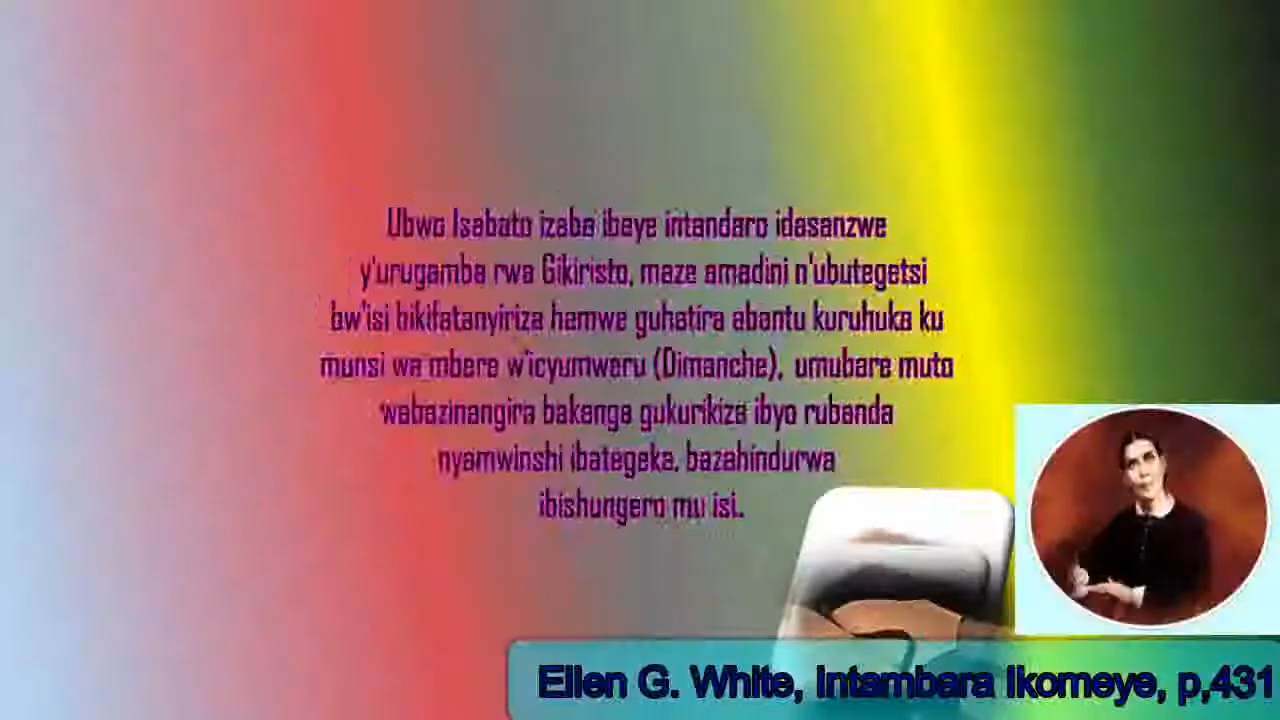 Ubwo Isabato izaba ibaye intandaro idasanzwe
y'urugamba rwa Gikiristo, maze amadini n'ubutegetsi
bw'isi bikifatanyiriza hamwe guhatira abantu kuruhuka ku
munsi wa mbere w'icyumweru (Dimanche), umubare muto
wabazinangira bakanga gukurikiza ibyo rubanda
nyamwinshi ibategeka, bazahindurwa
ibishungero mu isi.
Ellen G. White, Intambara Ikomeye, p,431